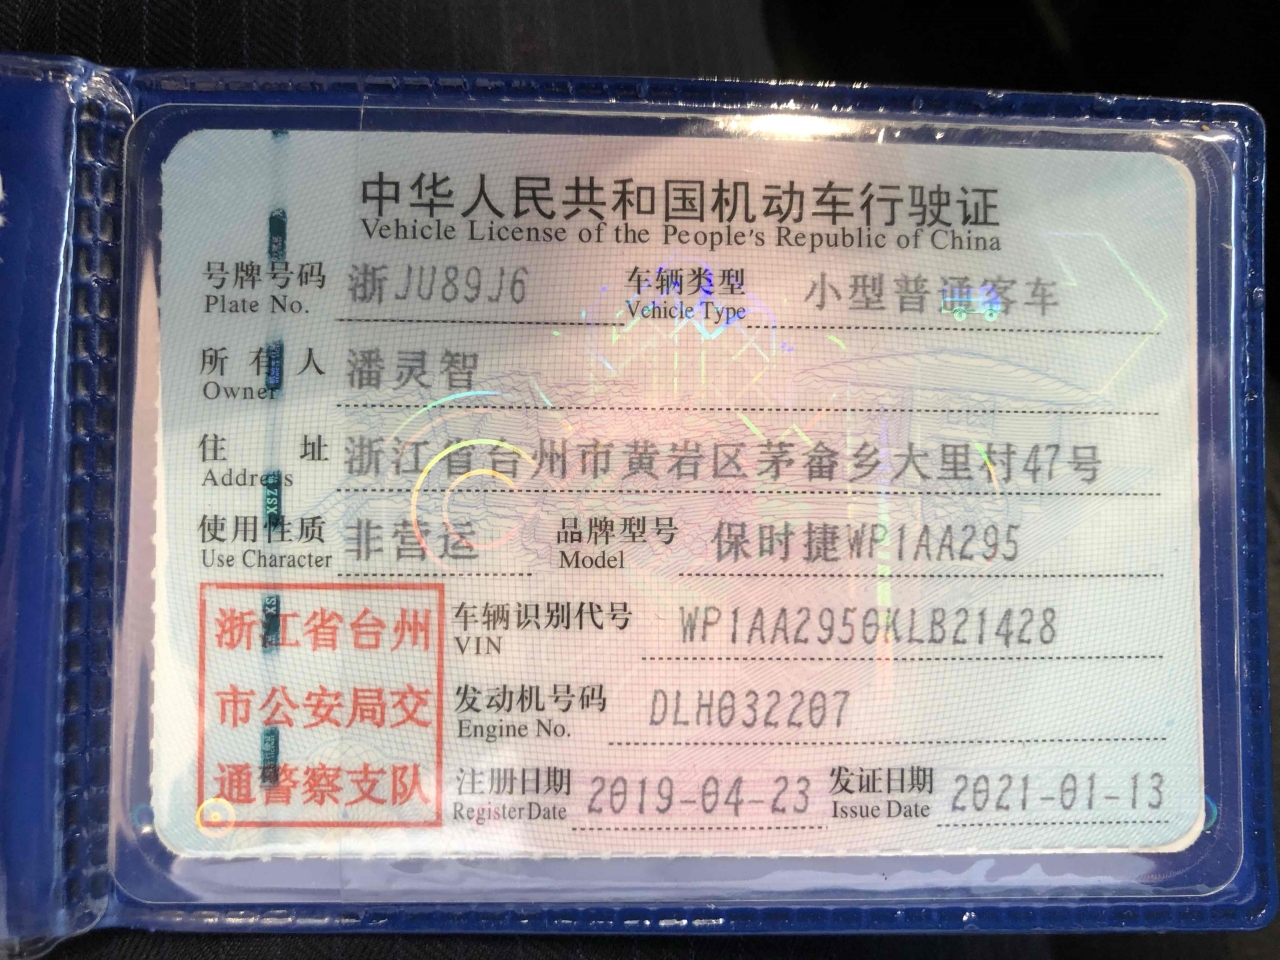 中华人民共和国机动车行驶证
Vehicle License of the People's Republic of China
号牌号码 浙JU89J6 车辆类型 小型普通客车
Plate No. Vehicle Type
所有人 潘灵智
Owner
住址 浙江省台州市黄岩区茅畲乡大里村47号
Address
使用性质 非营运 品牌型号 保时捷WP1AA295
Use Character Model
浙江省台州
市公安局交
通警察支队
车辆识别代号 WP1AA2950KLB21428
VIN
发动机号码 DLH032207
Engine No.
注册日期 2019-04-23 发证日期 2021-01-13
Register Date Issue Date